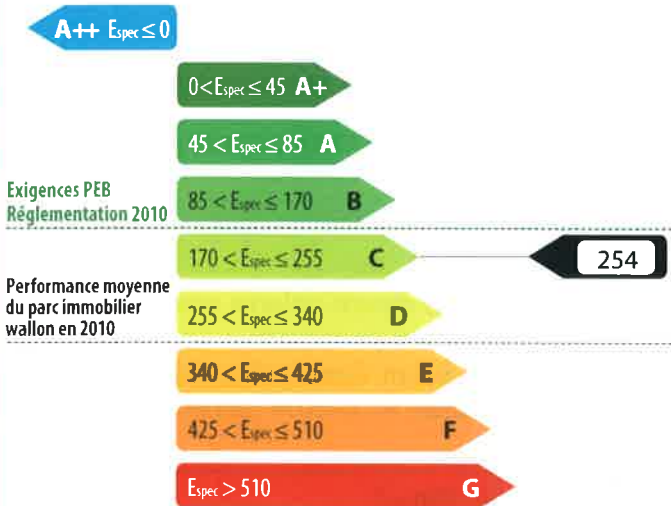 A++ Espec ≤ 0
0 < Espec ≤ 45 A+
45 < Espec ≤ 85 A
Exigences PEB
Réglementation 2010
85 < Espec ≤ 170 B
170 < Espec ≤ 255 C
254
Performance moyenne
du parc immobilier
wallon en 2010
255 < Espec ≤ 340 D
340 < Espec ≤ 425 E
425 < Espec ≤ 510 F
Espec > 510 G